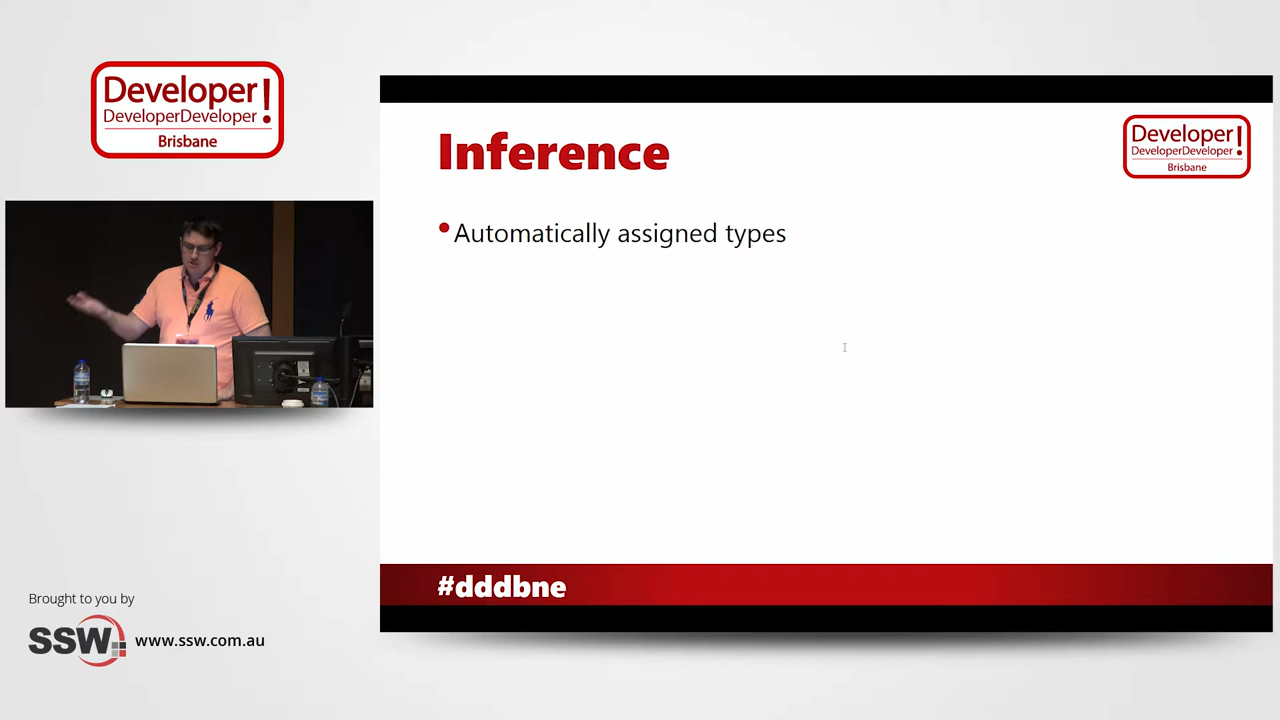 Developer!
DeveloperDeveloper
Brisbane
Inference
Developer!
DeveloperDeveloper
Brisbane
•Automatically assigned types
#dddbne
Brought to you by
SSW www.ssw.com.au